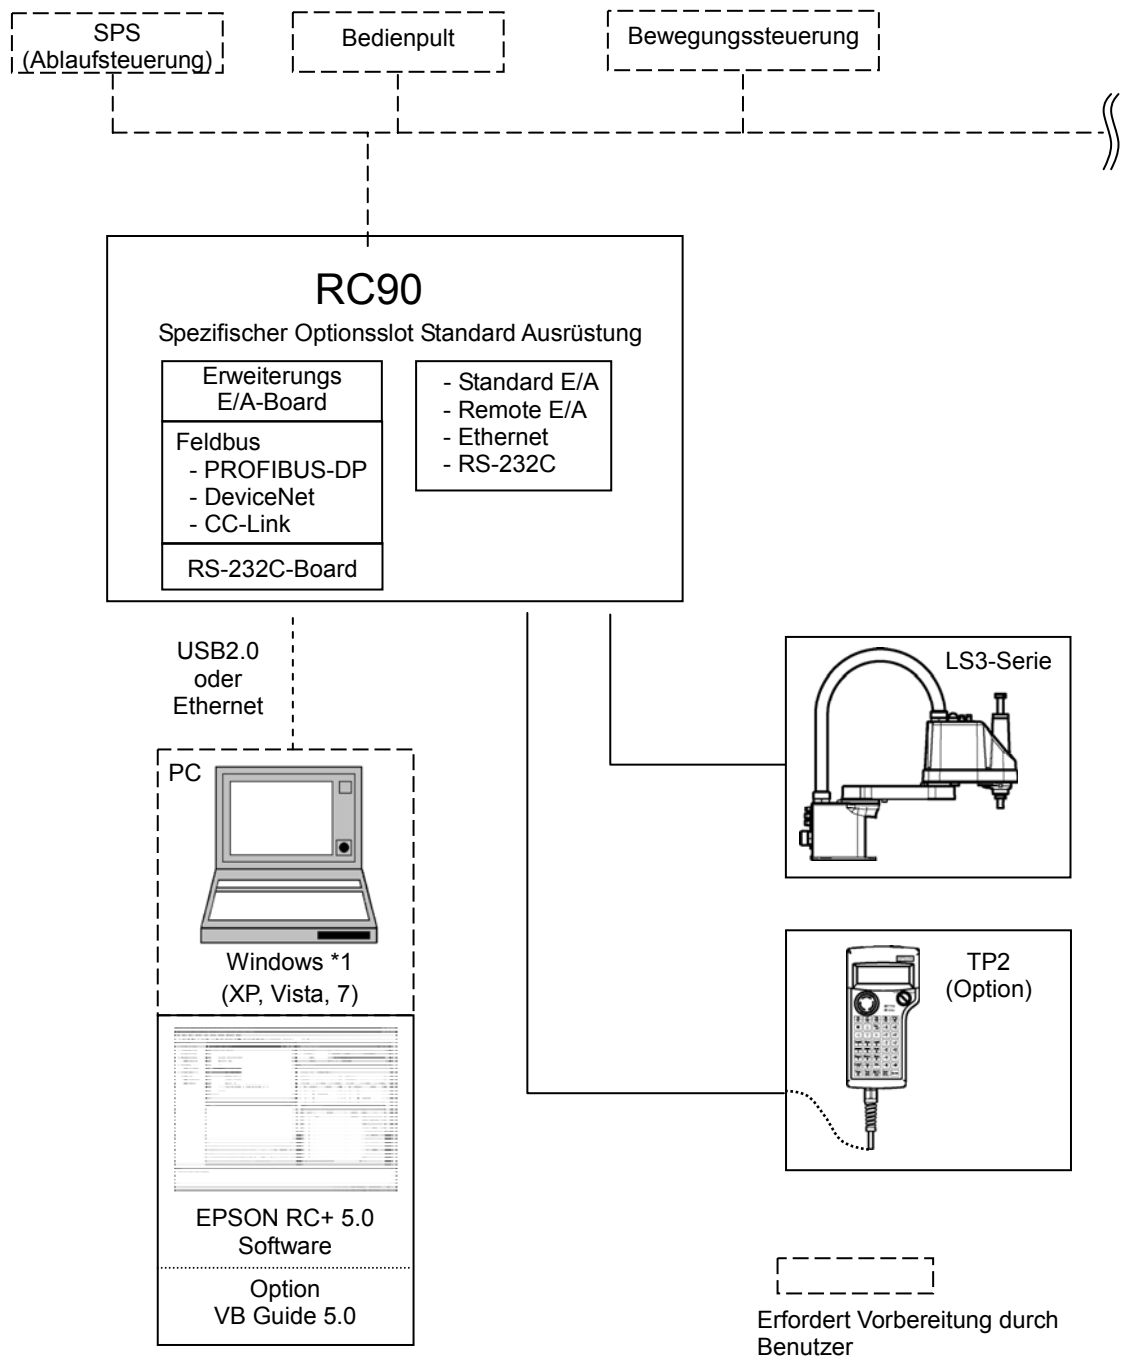 SPS
(Ablaufsteuerung)
Bedienpult
Bewegungssteuerung
RC90
Spezifischer Optionsslot Standard Ausrüstung
Erweiterungs
E/A-Board
Feldbus
- PROFIBUS-DP
- DeviceNet
- CC-Link
RS-232C-Board
- Standard E/A
- Remote E/A
- Ethernet
- RS-232C
USB2.0
oder
Ethernet
LS3-Serie
PC
Windows *1
(XP, Vista, 7)
TP2
(Option)
EPSON RC+ 5.0
Software
Option
VB Guide 5.0
Erfordert Vorbereitung durch
Benutzer